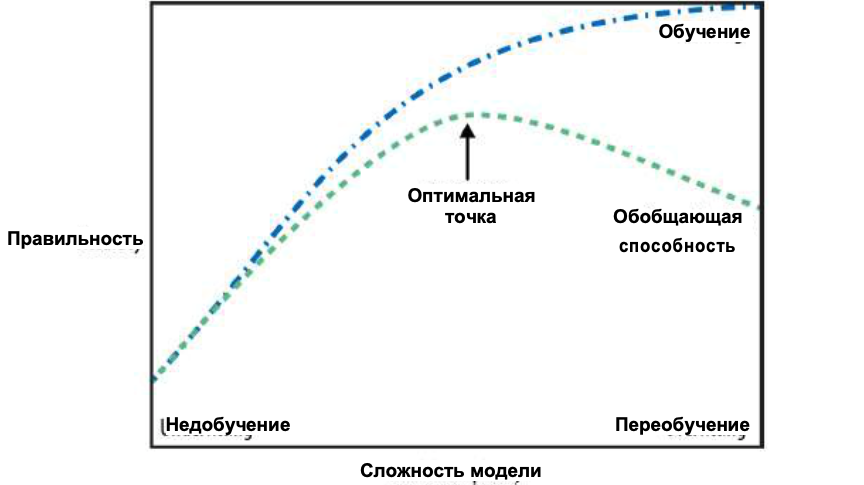 Обучение
Оптимальная
точка
Обобщающая
способность
Правильность
Недобучение
Переобучение
Сложность модели